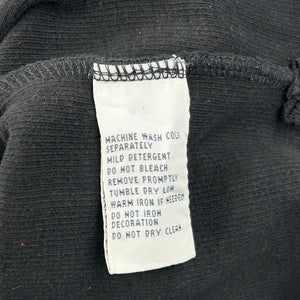 MACHINE WASH COLD
SEPARATELY
MILD DETERGENT
DO NOT BLEACH
REMOVE PROMPTLY
TUMBLE DRY LOW
WARM IRON IF NEEDED
DO NOT IRON
DECORATION
DO NOT DRY CLEAN